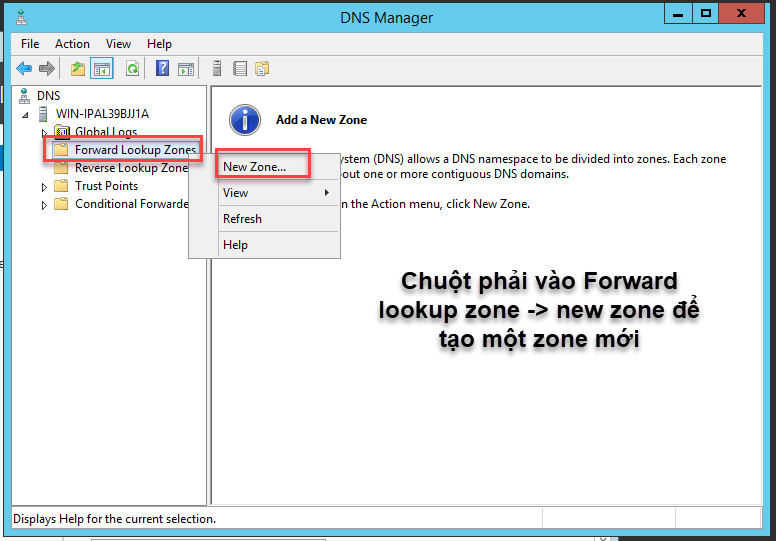 DNS Manager
File Action View Help
DNS
WIN-IPAL39BJJ1A
Global Logs
Forward Lookup Zones
Reverse Lookup Zone
Trust Points
Conditional Forwarde
New Zone...
View
Refresh
Help
Add a New Zone
ystem (DNS) allows a DNS namespace to be divided into zones. Each zone
out one or more contiguous DNS domains.
n the Action menu, click New Zone.
Chuột phải vào Forward
lookup zone -> new zone để
tạo một zone mới
Displays Help for the current selection.